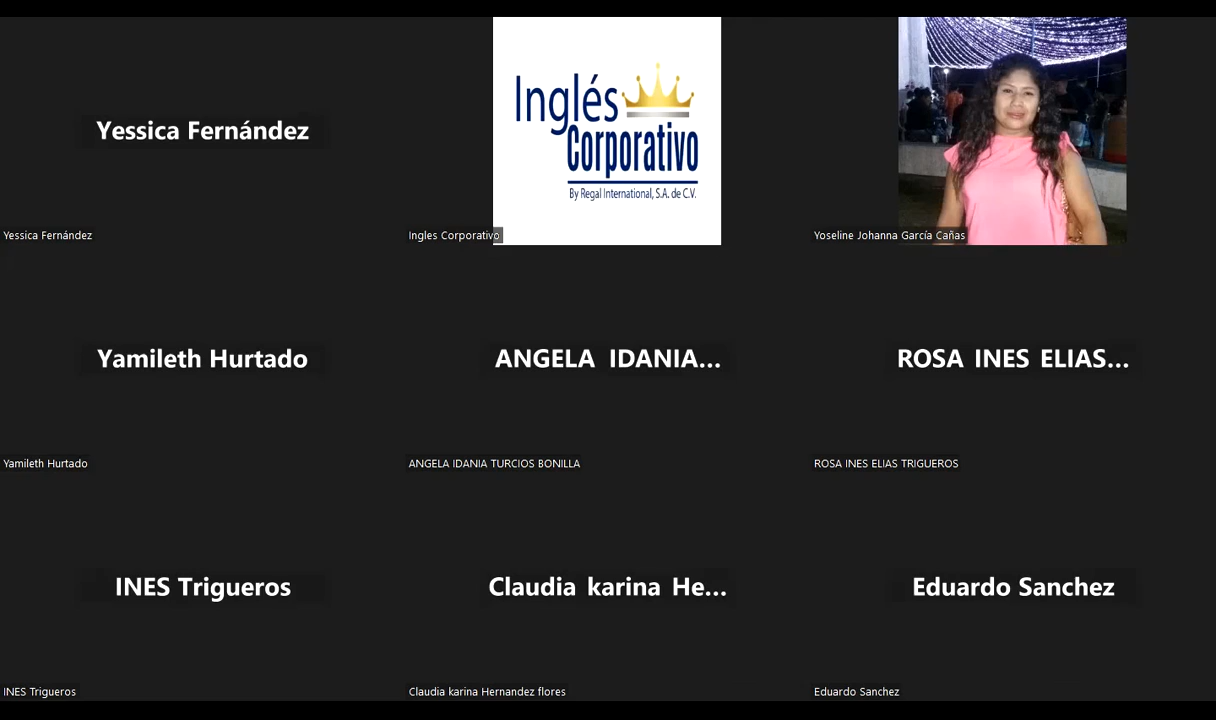 Yessica Fernández
Yessica Fernández
Inglés
Corporativo
By Regal International, S.A. de C.V.
Ingles Corporativo
Yoseline Johanna García Cañas
Yamileth Hurtado
Yamileth Hurtado
ANGELA IDANIA...
ANGELA IDANIA TURCIOS BONILLA
ROSA INES ELIAS...
ROSA INES ELIAS TRIGUEROS
INES Trigueros
INES Trigueros
Claudia karina He...
Claudia karina Hernandez flores
Eduardo Sanchez
Eduardo Sanchez